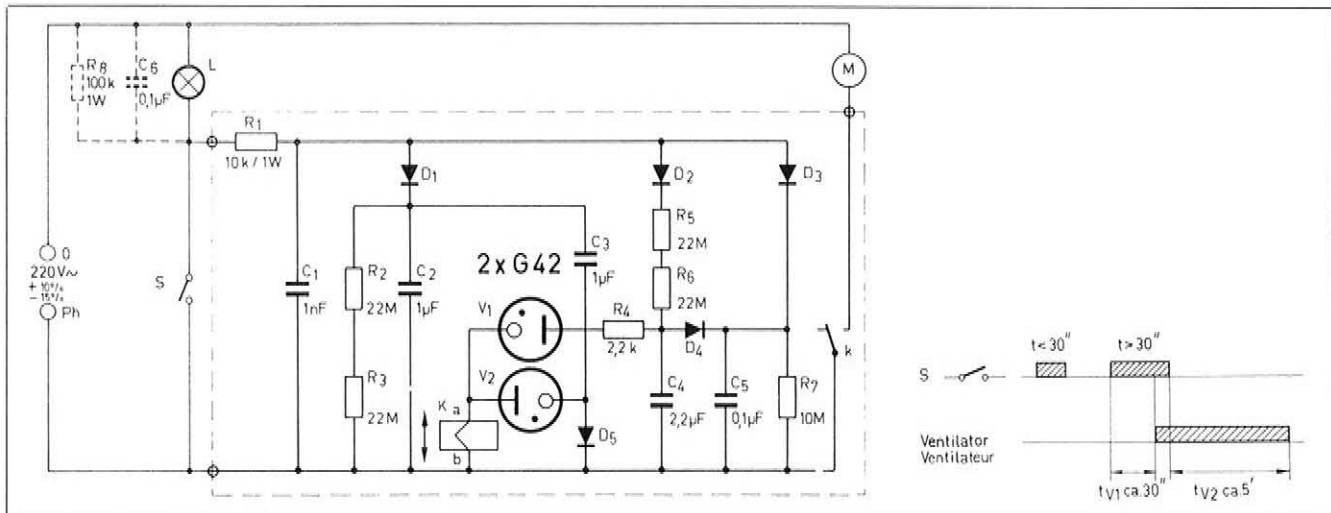 R8
100k
1W
C6
0,1µF
L
M
R1
10k / 1W
D1
D2
D3
R5
22M
C3
1µF
2 x G42
0
220V~
+ 10%
- 15%
Ph
S
C1
1nF
R2
22M
C2
1µF
R6
22M
V1
R4
2,2k
D4
k
V2
R3
22M
K
a
b
D5
C4
2,2µF
C5
0,1µF
R7
10M
t<30"
t>30"
S
Ventilator
Ventilateur
tV1 ca.30"
tV2 ca.5'